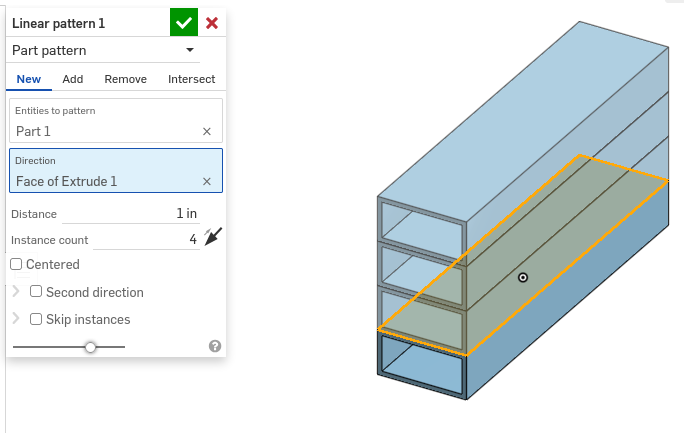 Linear pattern 1
Part pattern
New Add Remove Intersect
Entities to pattern
Part 1
Direction
Face of Extrude 1
Distance 1 in
Instance count 4
Centered
Second direction
Skip instances